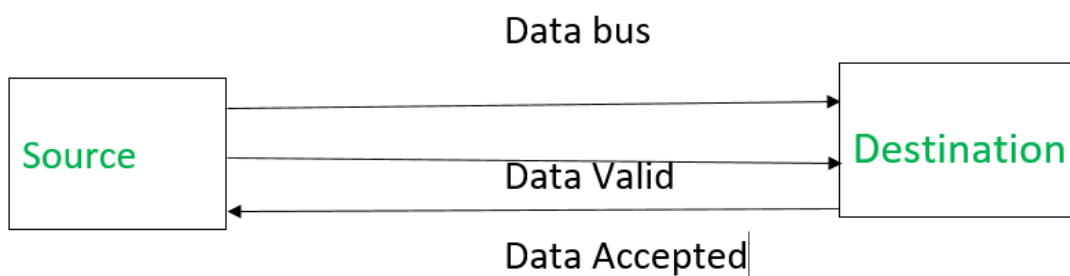 Data bus
Source
Destination
Data Valid
Data Accepted